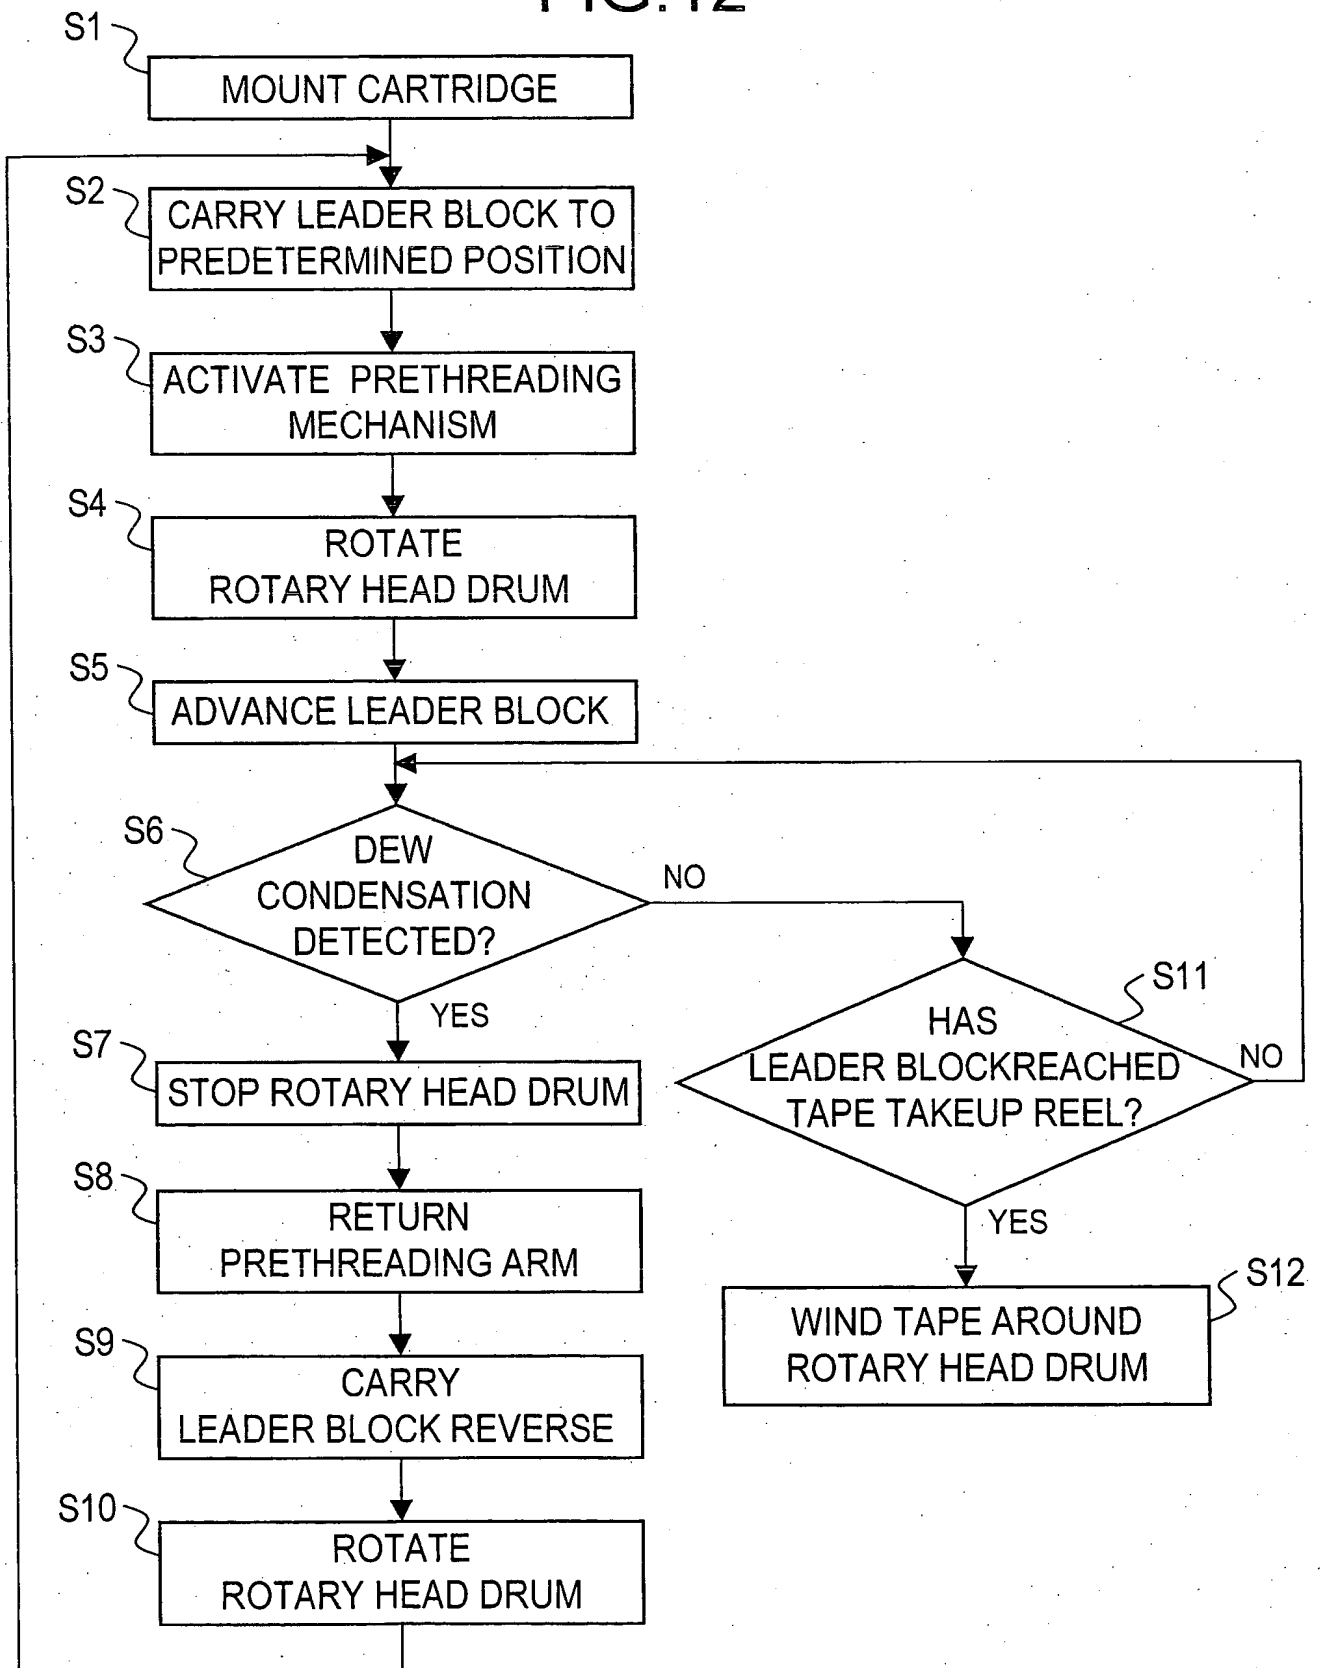 FIG.12
S1
MOUNT CARTRIDGE
S2
CARRY LEADER BLOCK TO
PREDETERMINED POSITION
S3
ACTIVATE PRETHREADING
MECHANISM
S4
ROTATE
ROTARY HEAD DRUM
S5
ADVANCE LEADER BLOCK
S6
DEW
CONDENSATION
DETECTED?
NO
YES
S11
HAS
LEADER BLOCKREACHED
TAPE TAKEUP REEL?
NO
YES
S7
STOP ROTARY HEAD DRUM
S8
RETURN
PRETHREADING ARM
S12
WIND TAPE AROUND
ROTARY HEAD DRUM
S9
CARRY
LEADER BLOCK REVERSE
S10
ROTATE
ROTARY HEAD DRUM